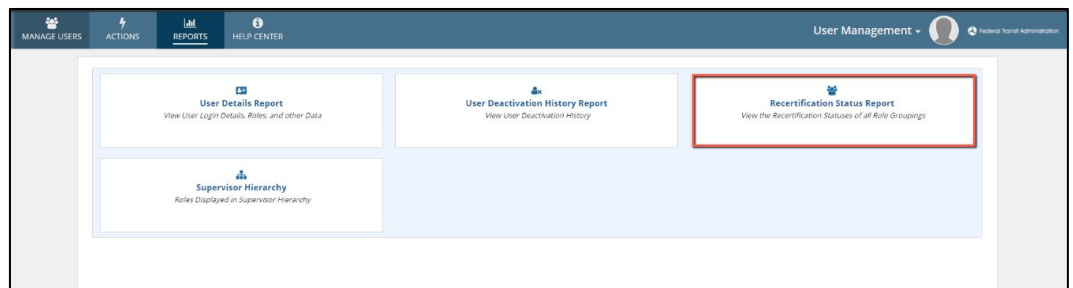 MANAGE USERS
ACTIONS
REPORTS
HELP CENTER
User Management
Federal Transit Administration
User Details Report
View User Login Details, Roles, and other Data
User Deactivation History Report
View User Deactivation History
Recertification Status Report
View the Recertification Statuses of all Role Groupings
Supervisor Hierarchy
Roles Displayed in Supervisor Hierarchy